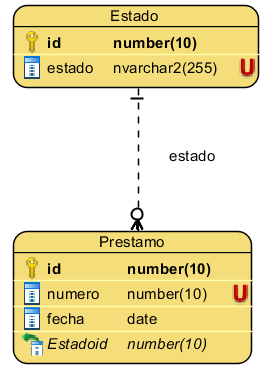 Estado
id number(10)
estado nvarchar2(255) U
estado
Prestamo
id number(10)
numero number(10) U
fecha date
Estadoid number(10)